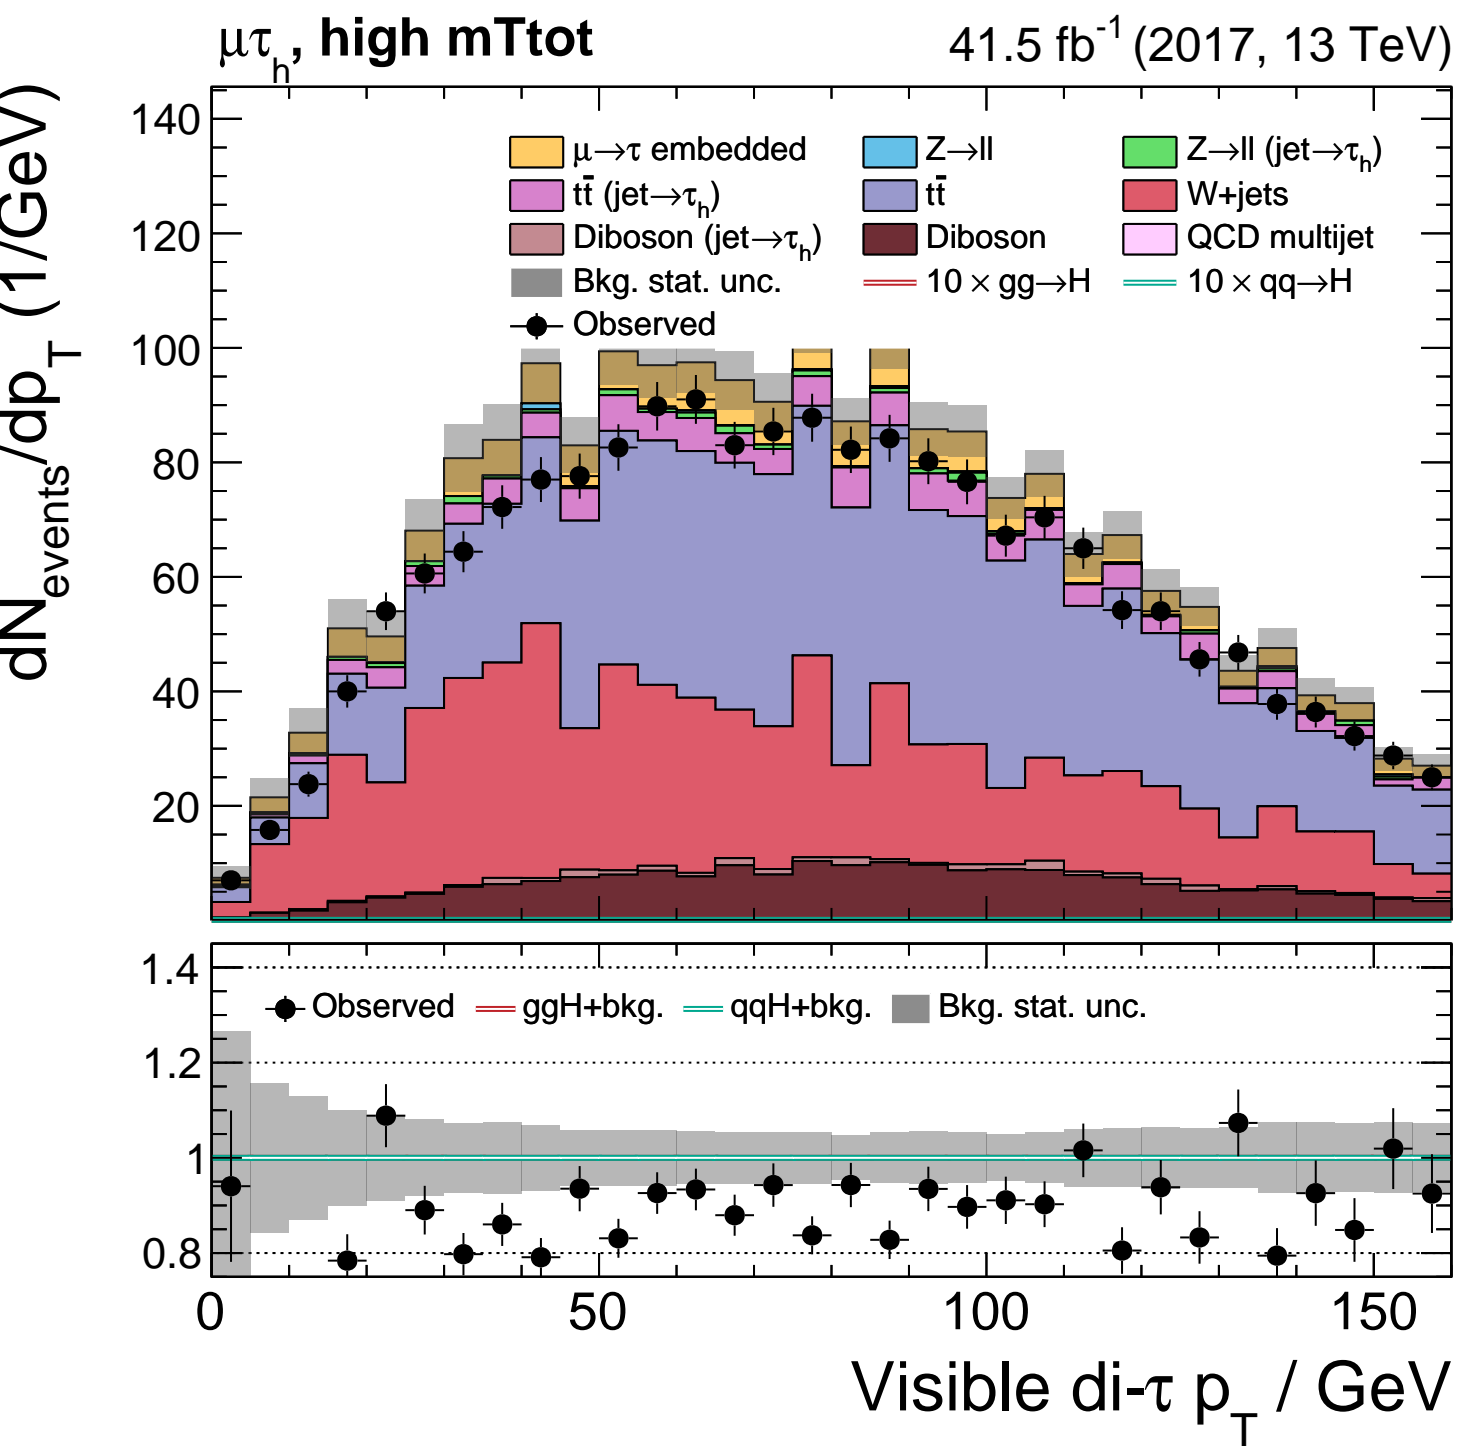 μτh, high mTtot 41.5 fb-1 (2017, 13 TeV)
dNevents/dpT (1/GeV)
140
120
100
80
60
40
20
μ→τ embedded Z→ll Z→ll (jet→τh)
tt̄ (jet→τh) tt̄ W+jets
Diboson (jet→τh) Diboson QCD multijet
Bkg. stat. unc. 10 × gg→H 10 × qq→H
Observed
1.4
1.2
1
0.8
Observed ggH+bkg. qqH+bkg. Bkg. stat. unc.
0 50 100 150
Visible di-τ pT / GeV